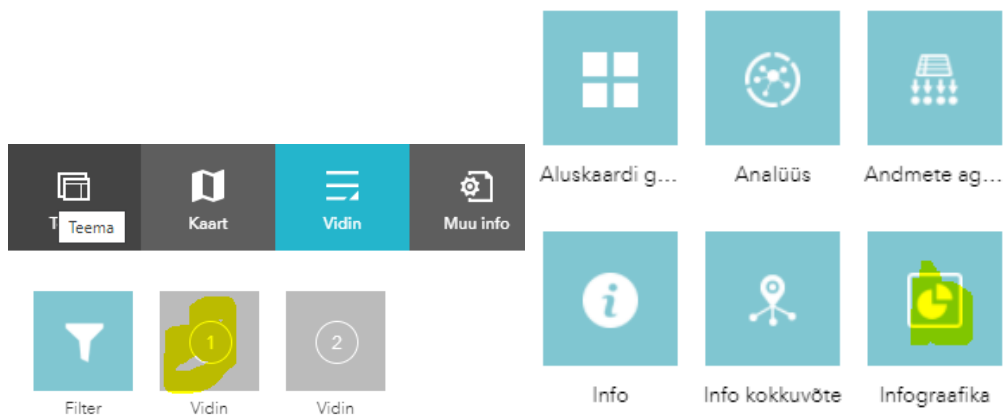 Teema
Kaart
Vidin
Muu info
Filter
1
Vidin
2
Vidin
Aluskaardi g...
Analüüs
Andmete ag...
Info
Info kokkuvõte
Infograafika